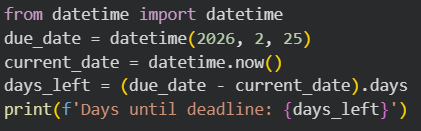 from datetime import datetime
due_date = datetime(2026, 2, 25)
current_date = datetime.now()
days_left = (due_date - current_date).days
print(f'Days until deadline: {days_left}')